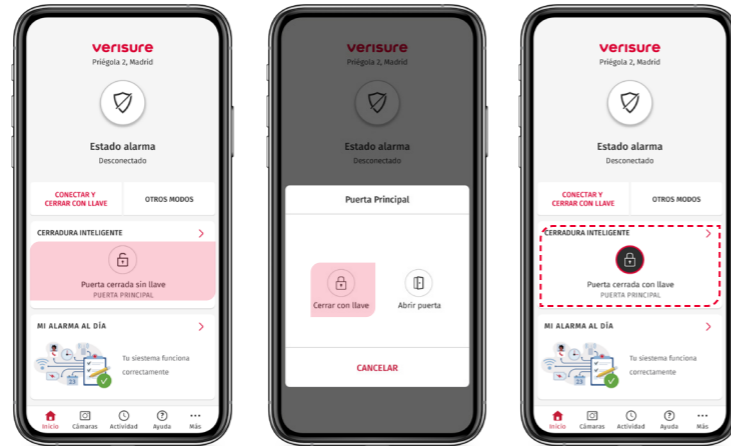 verisure
Priégola 2, Madrid
Estado alarma
Desconectado
CONECTAR Y
CERRAR CON LLAVE
OTROS MODOS
CERRADURA INTELIGENTE
Puerta cerrada sin llave
PUERTA PRINCIPAL
MI ALARMA AL DÍA
Tu siestema funciona
correctamente
Inicio
Cámaras
Actividad
Ayuda
Más
verisure
Priégola 2, Madrid
Estado alarma
Desconectado
Puerta Principal
Cerrar con llave
Abrir puerta
CANCELAR
verisure
Priégola 2, Madrid
Estado alarma
Desconectado
CONECTAR Y
CERRAR CON LLAVE
OTROS MODOS
CERRADURA INTELIGENTE
Puerta cerrada con llave
PUERTA PRINCIPAL
MI ALARMA AL DÍA
Tu siestema funciona
correctamente
Inicio
Cámaras
Actividad
Ayuda
Más